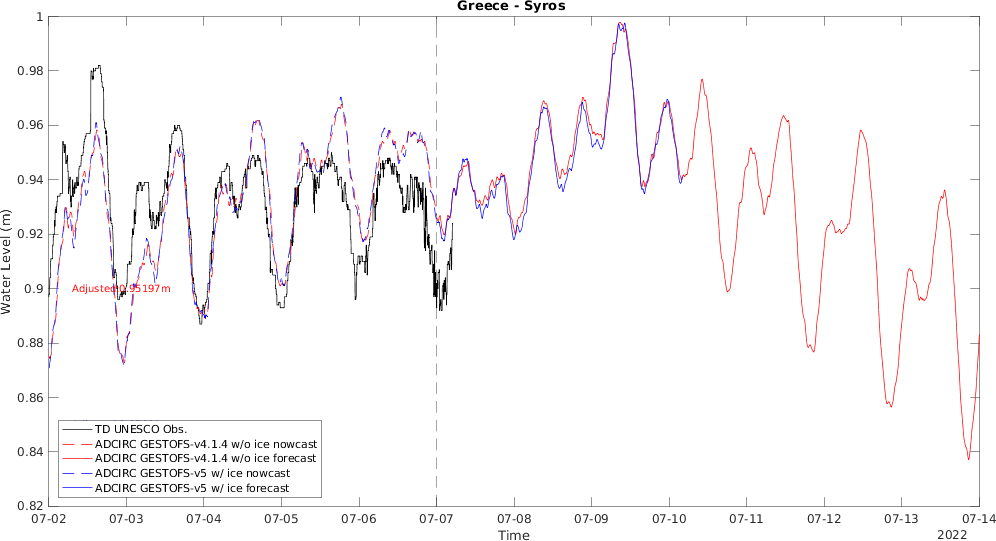 Greece - Syros
1
0.98
0.96
0.94
0.92
0.9
0.88
0.86
0.84
0.82
Water Level (m)
Adjusted 0.95197m
TD UNESCO Obs.
ADCIRC GESTOFS-v4.1.4 w/o ice nowcast
ADCIRC GESTOFS-v4.1.4 w/o ice forecast
ADCIRC GESTOFS-v5 w/ ice nowcast
ADCIRC GESTOFS-v5 w/ ice forecast
07-02 07-03 07-04 07-05 07-06 07-07 07-08 07-09 07-10 07-11 07-12 07-13 07-14
Time
2022